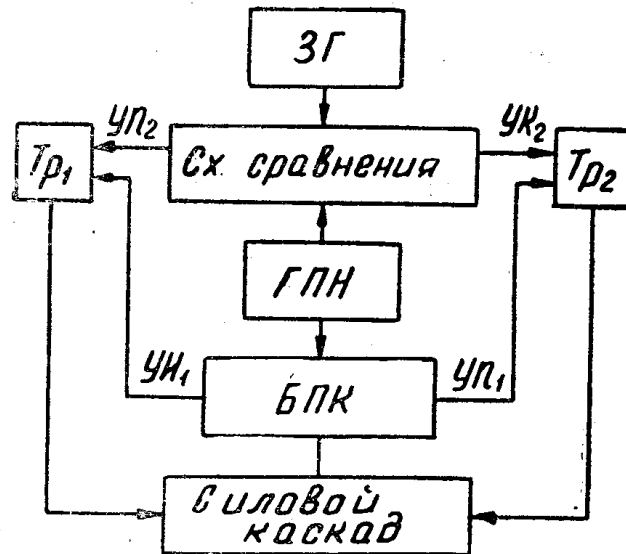 ЗГ
УП₂
УК₂
Тр₁
Сх сравнения
Тр₂
ГПН
УН₁
УП₁
БПК
Силовой
каскад